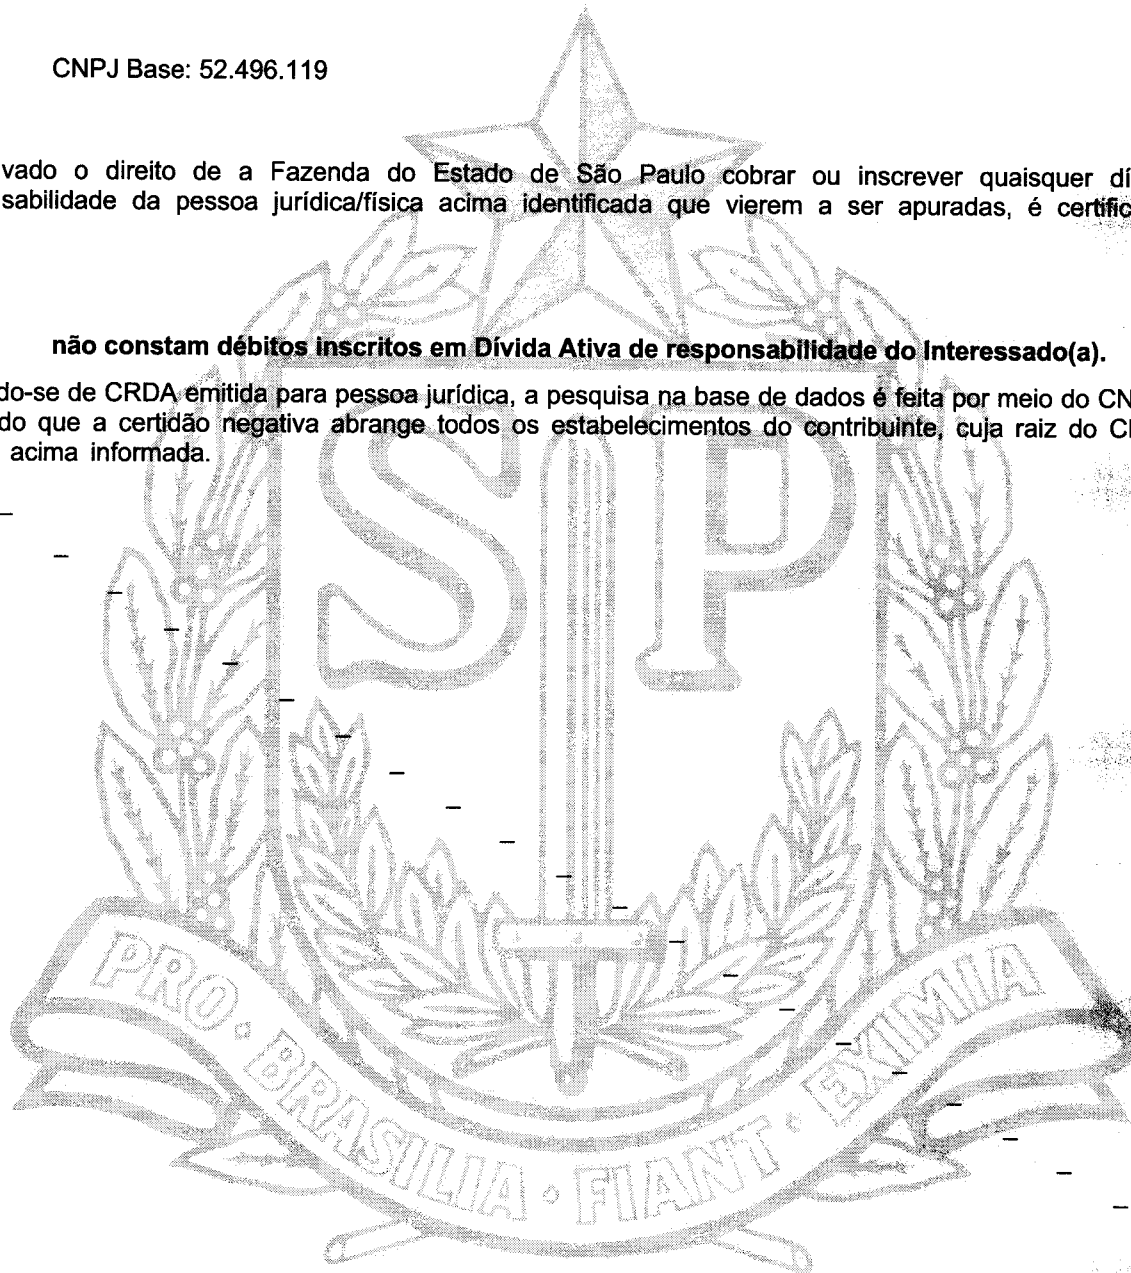 CNPJ Base: 52.496.119
vado o direito de a Fazenda do Estado de São Paulo cobrar ou inscrever quaisquer dí
sabilidade da pessoa jurídica/física acima identificada que vierem a ser apuradas, é certific
não constam débitos inscritos em Dívida Ativa de responsabilidade do Interessado(a).
do-se de CRDA emitida para pessoa jurídica, a pesquisa na base de dados é feita por meio do CN
do que a certidão negativa abrange todos os estabelecimentos do contribuinte, cuja raiz do C
acima informada.
SP
PRO · BRASILIA · FIANT · EXIMIA